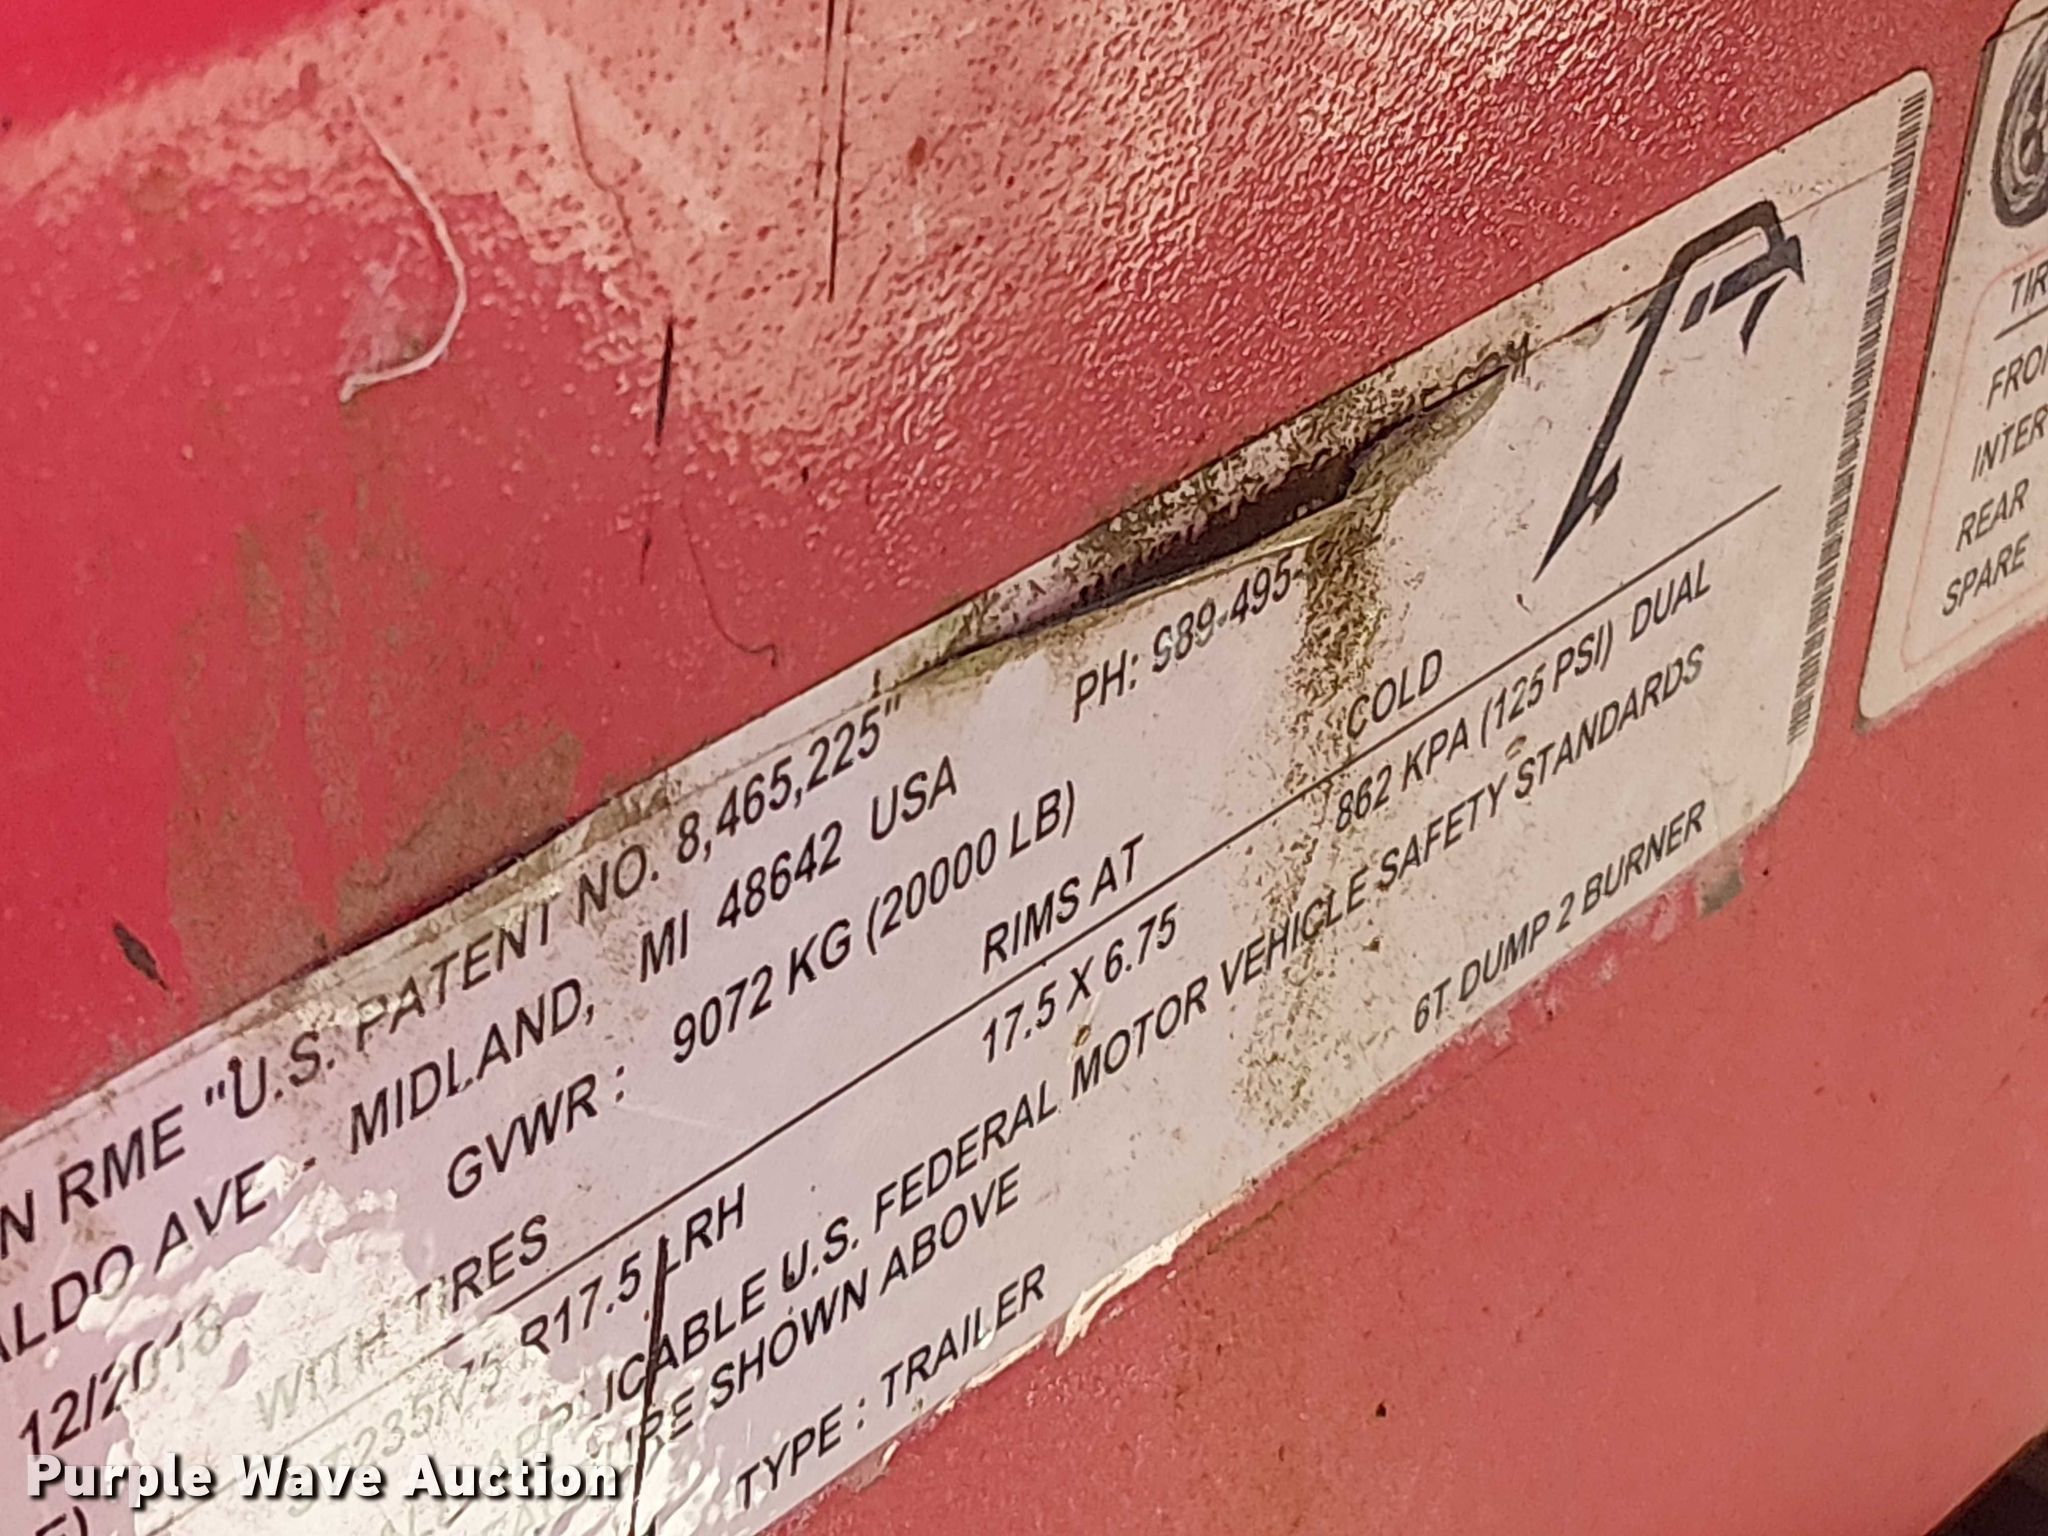 N RME "U.S. PATENT NO. 8,465,225"
ALDO AVE - MIDLAND, MI 48642 USA PH: 989-495-
12/2018 GVWR : 9072 KG (20000 LB)
WITH TIRES RIMS AT COLD
R17.5 LRH 17.5 X 6.75 862 KPA (125 PSI) DUAL
APPLICABLE U.S. FEDERAL MOTOR VEHICLE SAFETY STANDARDS
SHOWN ABOVE
TYPE : TRAILER 6T DUMP 2 BURNER
TIR
FRO
INTER
REAR
SPARE
Purple Wave Auction